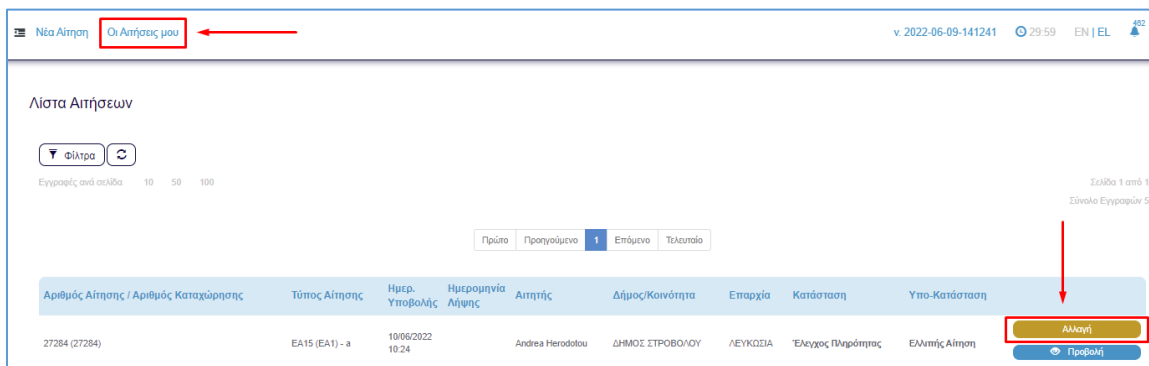 Νέα Αίτηση Οι Αιτήσεις μου v. 2022-06-09-141241 29:59 EN | EL 482
Λίστα Αιτήσεων
Φίλτρα
Εγγραφές ανά σελίδα 10 50 100 Σελίδα 1 από 1
Σύνολο Εγγραφών 5
Πρώτο Προηγούμενο 1 Επόμενο Τελευταίο
Αριθμός Αίτησης / Αριθμός Καταχώρησης Τύπος Αίτησης Ημερ. Υποβολής Ημερομηνία Λήψης Αιτητής Δήμος/Κοινότητα Επαρχία Κατάσταση Υπο-Κατάσταση
27284 (27284) ΕΑ15 (ΕΑ1) - a 10/06/2022 10:24 Andrea Herodotou ΔΗΜΟΣ ΣΤΡΟΒΟΛΟΥ ΛΕΥΚΩΣΙΑ Έλεγχος Πληρότητας Ελλιπής Αίτηση Αλλαγή
Προβολή